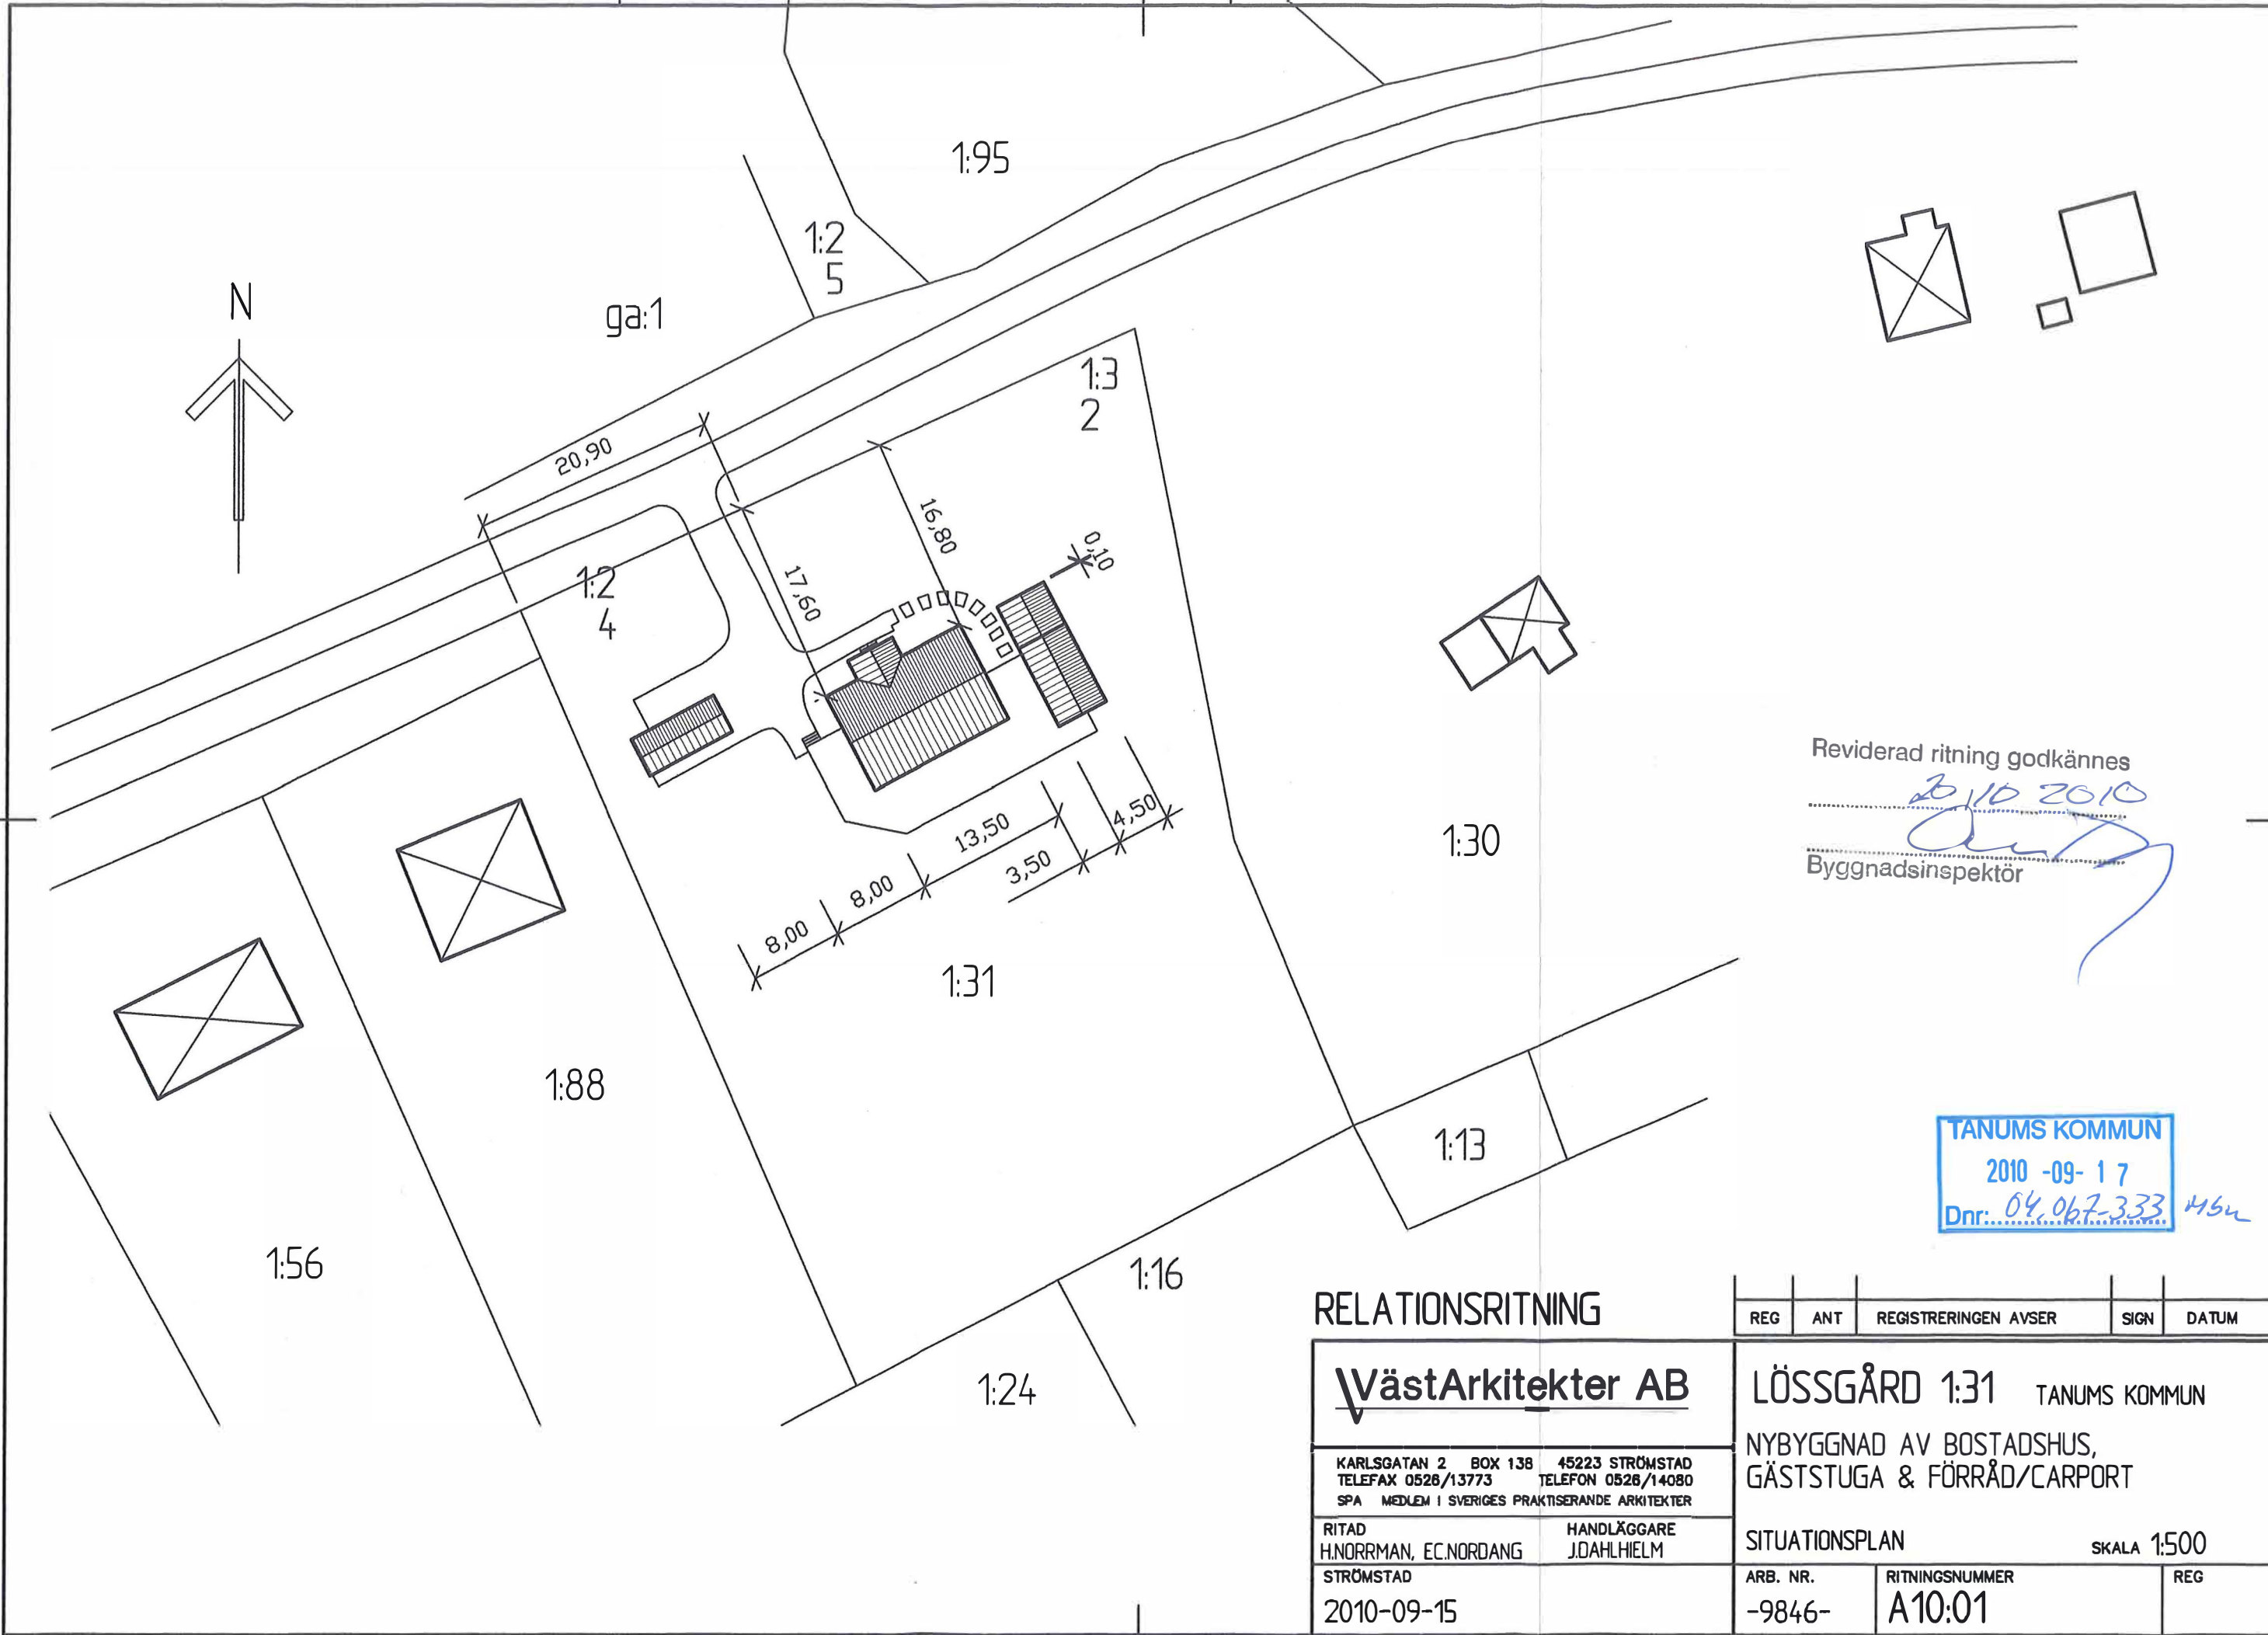 1:95
1:2
5
ga:1
N
1:3
2
20,90
16,80
0,10
17,60
1:2
4
Reviderad ritning godkännes
20/10 2010
Byggnadsinspektör
1:30
13,50
4,50
3,50
8,00
8,00
1:31
1:88
1:13
TANUMS KOMMUN
2010 -09- 17
Dnr: 04.067-333
1:56
1:16
1:24
RELATIONSRITNING
REG ANT REGISTRERINGEN AVSER SIGN DATUM
VästArkitekter AB
KARLSGATAN 2 BOX 138 45223 STRÖMSTAD
TELEFAX 0526/13773 TELEFON 0526/14080
SPA MEDLEM I SVERIGES PRAKTISERANDE ARKITEKTER
RITAD HANDLÄGGARE
H.NORRMAN, EC.NORDANG J.DAHLHIELM
STRÖMSTAD
2010-09-15
LÖSSGÅRD 1:31 TANUMS KOMMUN
NYBYGGNAD AV BOSTADSHUS,
GÄSTSTUGA & FÖRRÅD/CARPORT
SITUATIONSPLAN SKALA 1:500
ARB. NR. RITNINGSNUMMER REG
-9846- A10:01